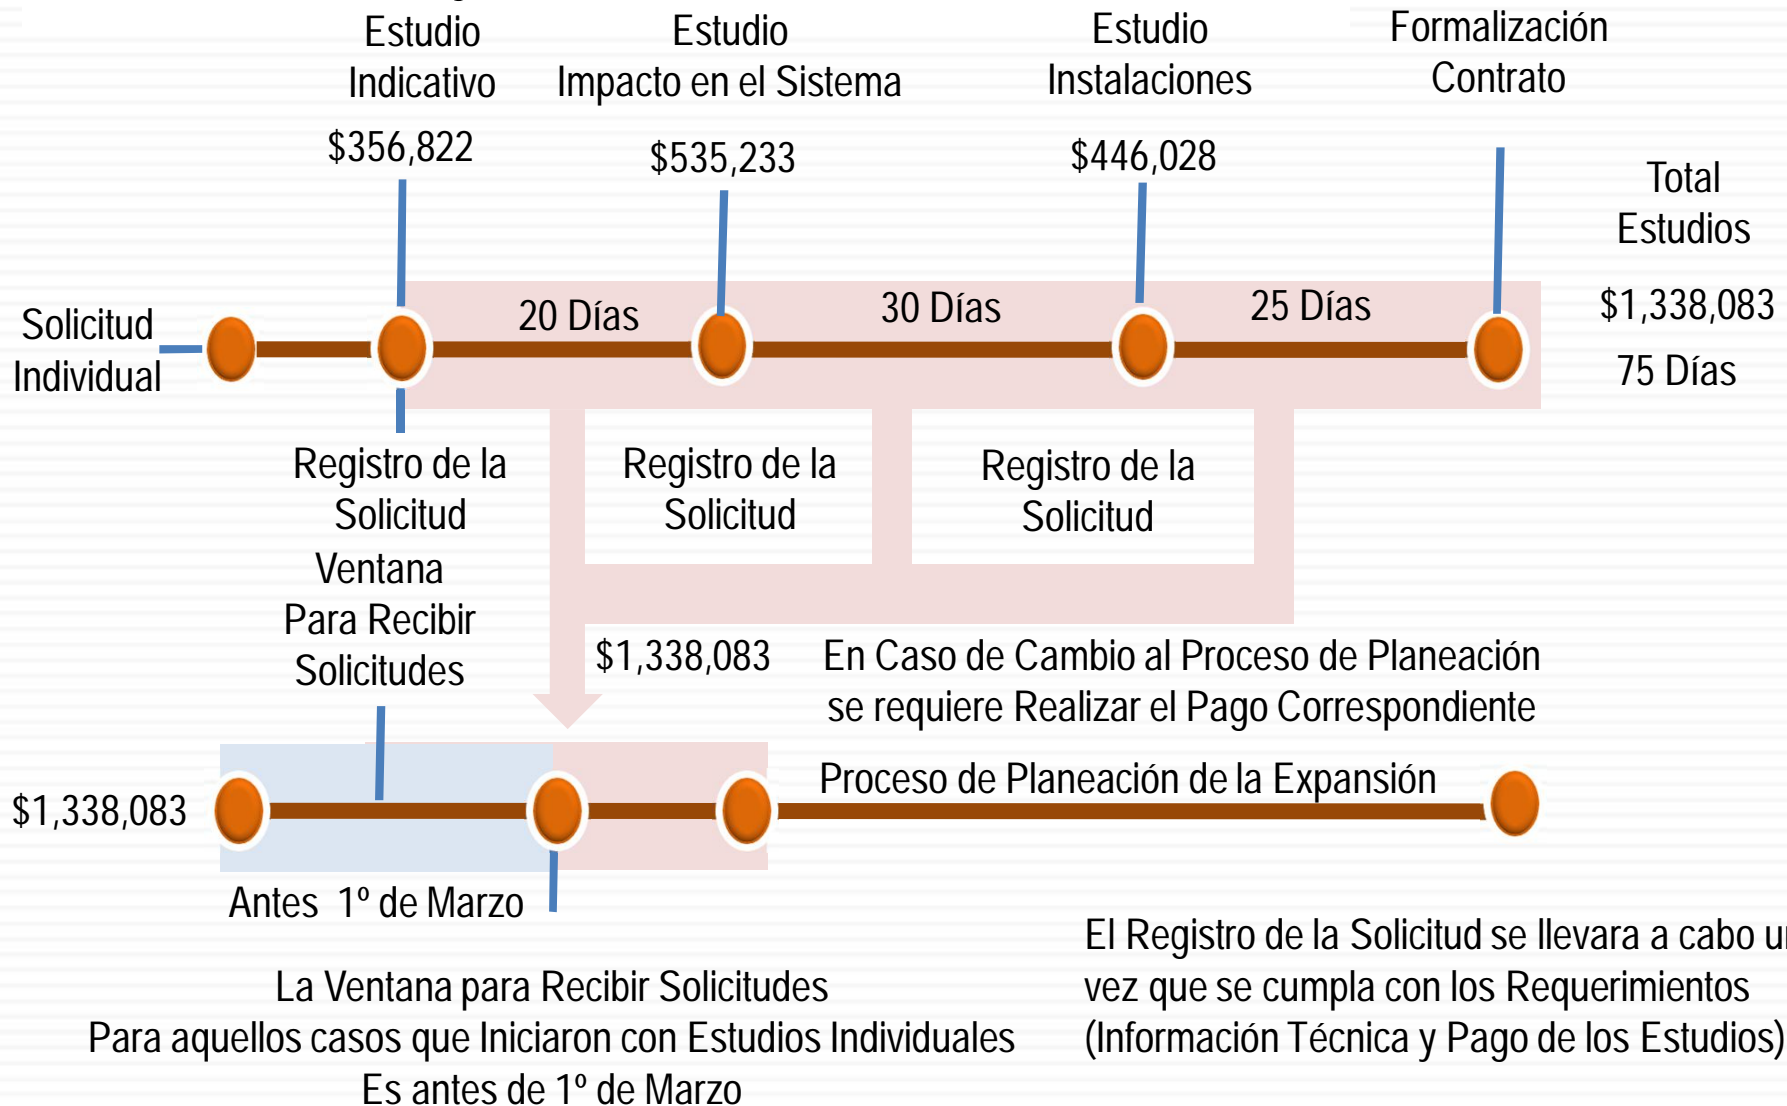 Estudio
Indicativo
$356,822
Estudio
Impacto en el Sistema
$535,233
Estudio
Instalaciones
$446,028
Formalización
Contrato
Total
Estudios
$1,338,083
75 Días
Solicitud
Individual
20 Días
30 Días
25 Días
Registro de la
Solicitud
Registro de la
Solicitud
Registro de la
Solicitud
Ventana
Para Recibir
Solicitudes
$1,338,083
En Caso de Cambio al Proceso de Planeación
se requiere Realizar el Pago Correspondiente
$1,338,083
Proceso de Planeación de la Expansión
Antes 1º de Marzo
La Ventana para Recibir Solicitudes
Para aquellos casos que Iniciaron con Estudios Individuales
Es antes de 1º de Marzo
El Registro de la Solicitud se llevara a cabo
vez que se cumpla con los Requerimientos
(Información Técnica y Pago de los Estudios)